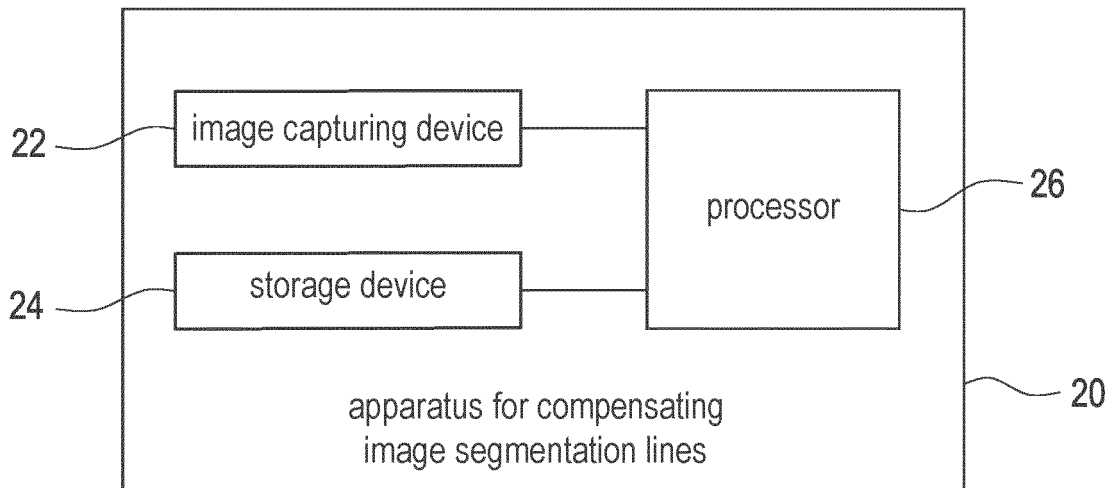 22
image capturing device
processor
26
24
storage device
20
apparatus for compensating
image segmentation lines